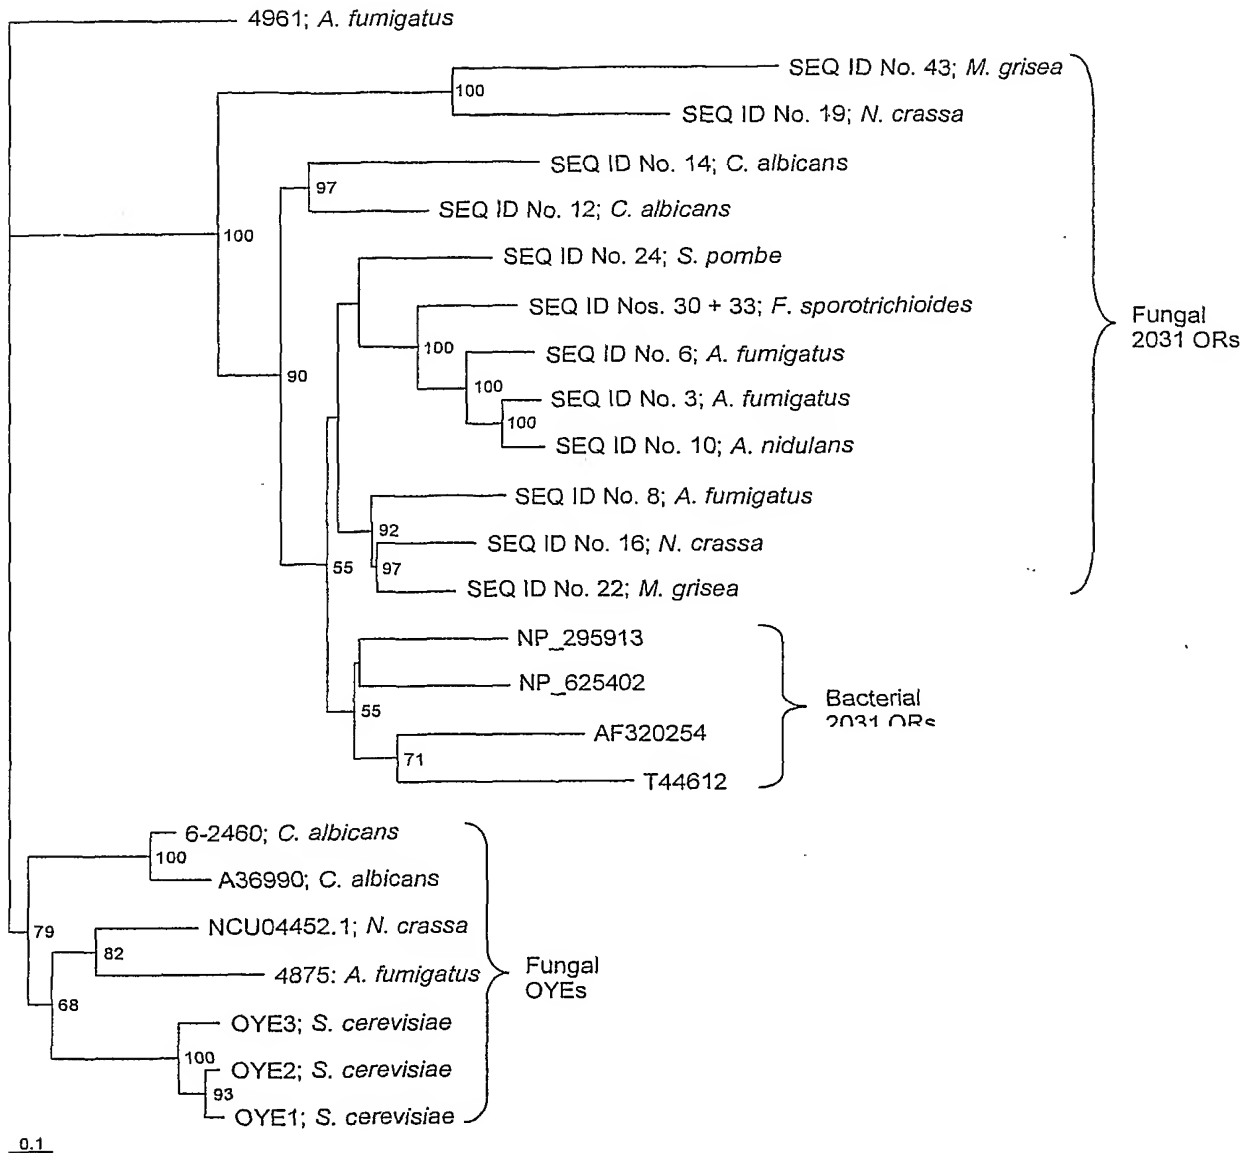 4961; A. fumigatus
SEQ ID No. 43; M. grisea
100
SEQ ID No. 19; N. crassa
SEQ ID No. 14; C. albicans
97
SEQ ID No. 12; C. albicans
100
SEQ ID No. 24; S. pombe
SEQ ID Nos. 30 + 33; F. sporotrichioides
Fungal
2031 ORs
100
SEQ ID No. 6; A. fumigatus
90
100
SEQ ID No. 3; A. fumigatus
100
SEQ ID No. 10; A. nidulans
SEQ ID No. 8; A. fumigatus
92
SEQ ID No. 16; N. crassa
55
97
SEQ ID No. 22; M. grisea
NP_295913
NP_625402
Bacterial
2031 ORs
55
AF320254
71
T44612
6-2460; C. albicans
100
A36990; C. albicans
79
NCU04452.1; N. crassa
82
4875: A. fumigatus
Fungal
OYEs
68
OYE3; S. cerevisiae
100
OYE2; S. cerevisiae
93
OYE1; S. cerevisiae
0.1